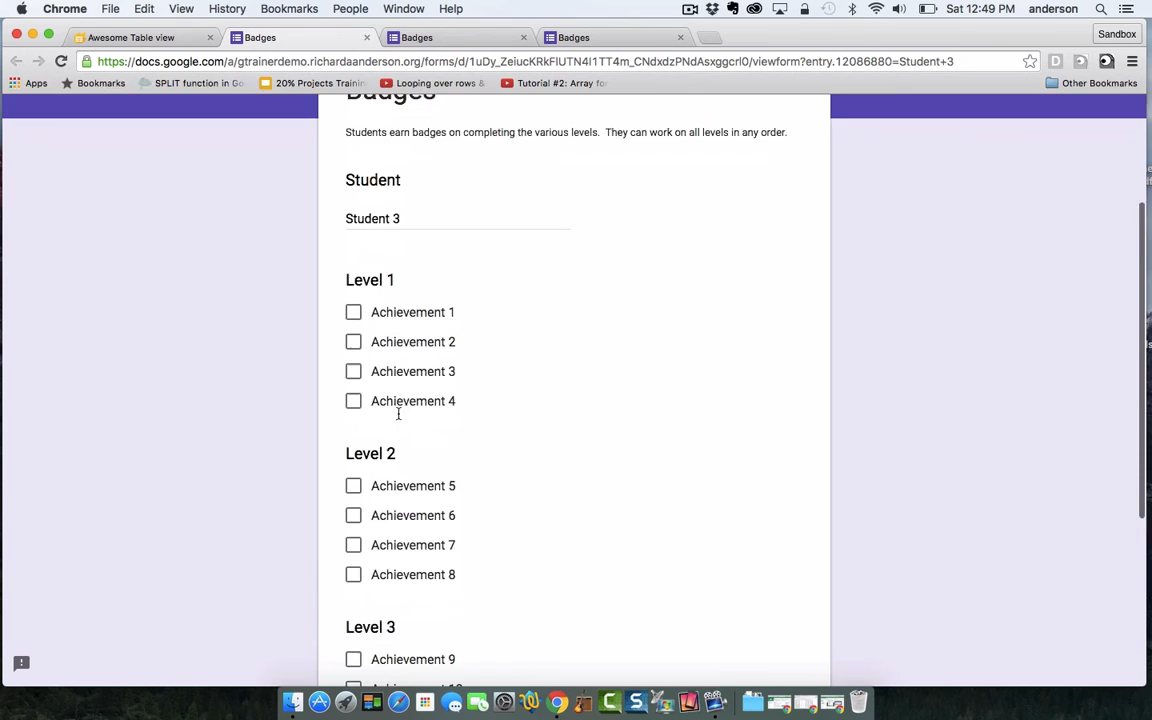 Chrome File Edit View History Bookmarks People Window Help Sat 12:49 PM anderson
Awesome Table view Badges Badges Badges Sandbox
https://docs.google.com/a/gtrainerdemo.richardaanderson.org/forms/d/1uDy_ZeiucKRkFlUTN4l1TT4m_CNdxdzPNdAsxggcrl0/viewform?entry.12086880=Student+3
Apps Bookmarks SPLIT function in Go 20% Projects Trainin Looping over rows & Tutorial #2: Array for Other Bookmarks
Badges
Students earn badges on completing the various levels. They can work on all levels in any order.
Student
Student 3
Level 1
Achievement 1
Achievement 2
Achievement 3
Achievement 4
Level 2
Achievement 5
Achievement 6
Achievement 7
Achievement 8
Level 3
Achievement 9